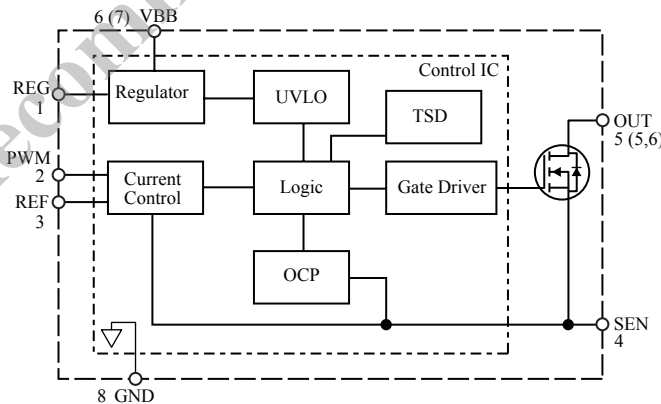 6 (7) VBB
Control IC
REG
1
Regulator
UVLO
TSD
OUT
5 (5,6)
PWM
2
REF
3
Current
Control
Logic
Gate Driver
OCP
SEN
4
8 GND